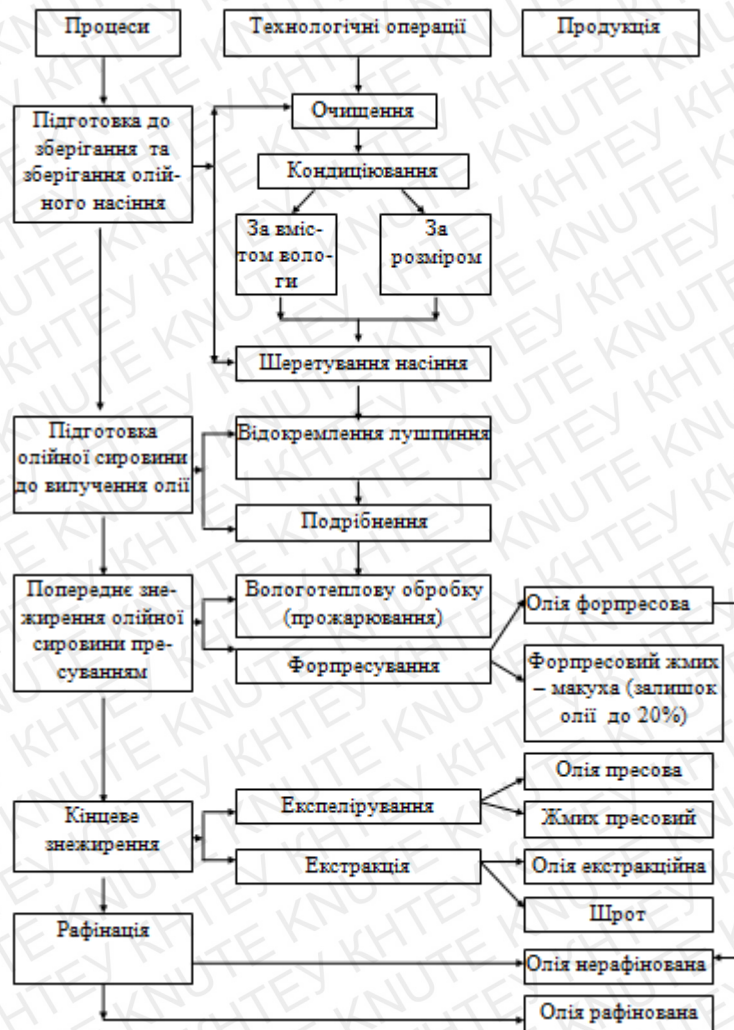 Процеси
Технологічні операції
Продукція
Очищення
Підготовка до
зберігання та
зберігання олій-
ного насіння
Кондиціювання
За вміс-
том воло-
ги
За
розміром
Шеретування насіння
Підготовка
олійної сировини
до вилучення олії
Відокремлення лушпиння
Подрібнення
Попереднє зне-
жирення олійної
сировини пре-
суванням
Вологотеплову обробку
(прожарювання)
Форпресування
Олія форпресова
Форпресовий жмих
– макуха (залишок
олії до 20%)
Кінцеве
знежирення
Експелірування
Екстракція
Олія пресова
Жмих пресовий
Олія екстракційна
Шрот
Рафінація
Олія нерафінована
Олія рафінована
KNUTE КНТЕУ